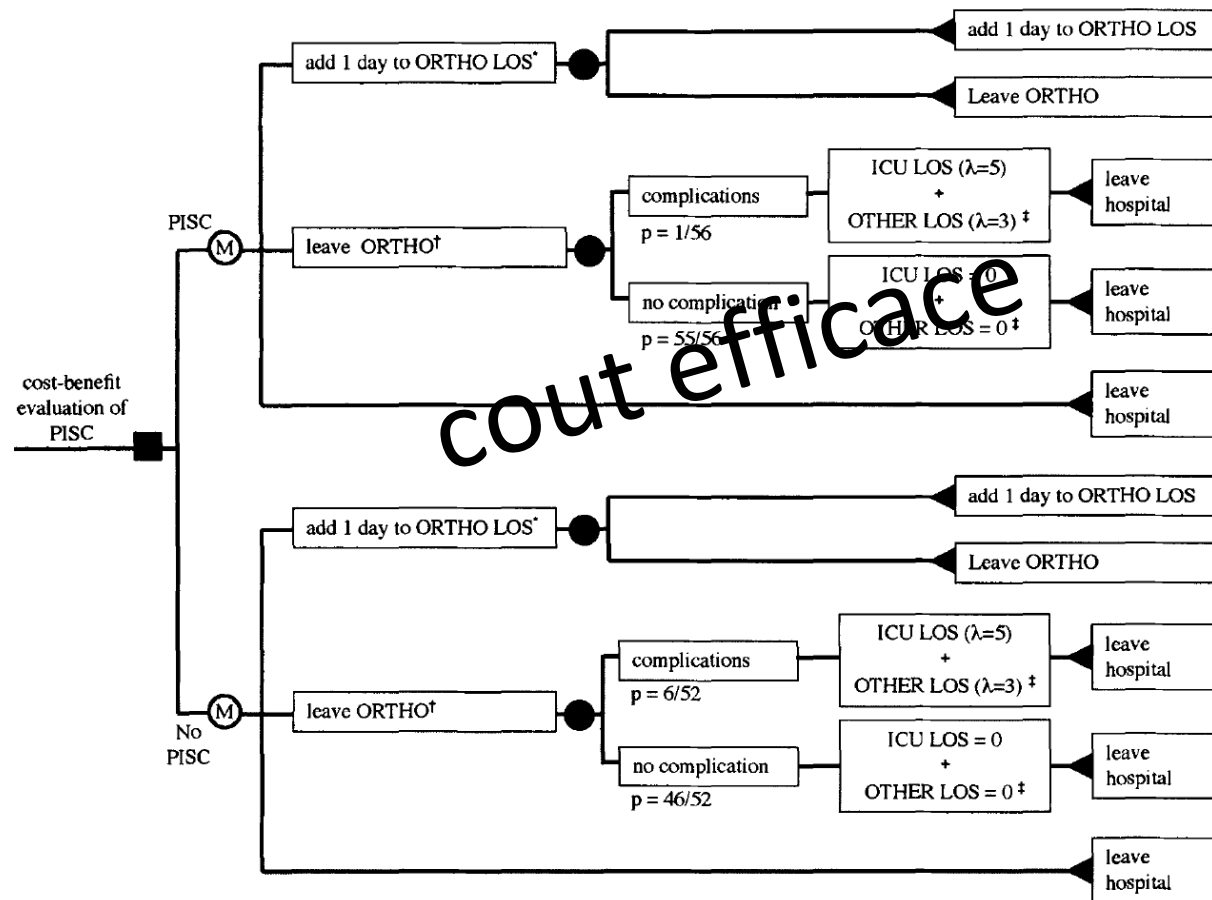 add 1 day to ORTHO LOS*
add 1 day to ORTHO LOS
Leave ORTHO
PISC
M
leave ORTHO†
complications
p = 1/56
ICU LOS (λ=5)
+
OTHER LOS (λ=3) ‡
leave
hospital
no complication
p = 55/56
ICU LOS = 0
+
OTHER LOS = 0 ‡
leave
hospital
leave
hospital
cout efficace
cost-benefit
evaluation of
PISC
add 1 day to ORTHO LOS*
add 1 day to ORTHO LOS
Leave ORTHO
No
PISC
M
leave ORTHO†
complications
p = 6/52
ICU LOS (λ=5)
+
OTHER LOS (λ=3) ‡
leave
hospital
no complication
p = 46/52
ICU LOS = 0
+
OTHER LOS = 0 ‡
leave
hospital
leave
hospital